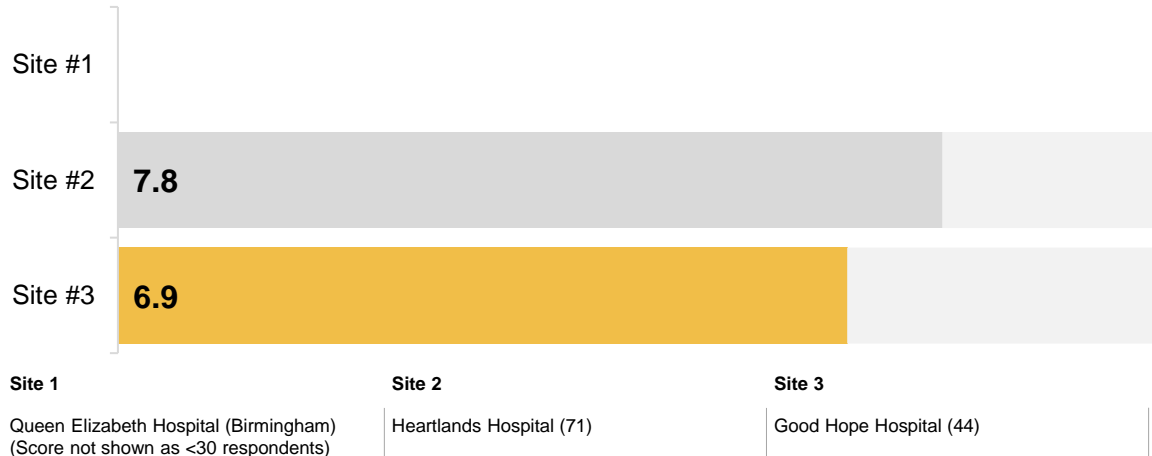 Site #1
Site #2
7.8
Site #3
6.9
Site 1
Site 2
Site 3
Queen Elizabeth Hospital (Birmingham)
(Score not shown as <30 respondents)
Heartlands Hospital (71)
Good Hope Hospital (44)